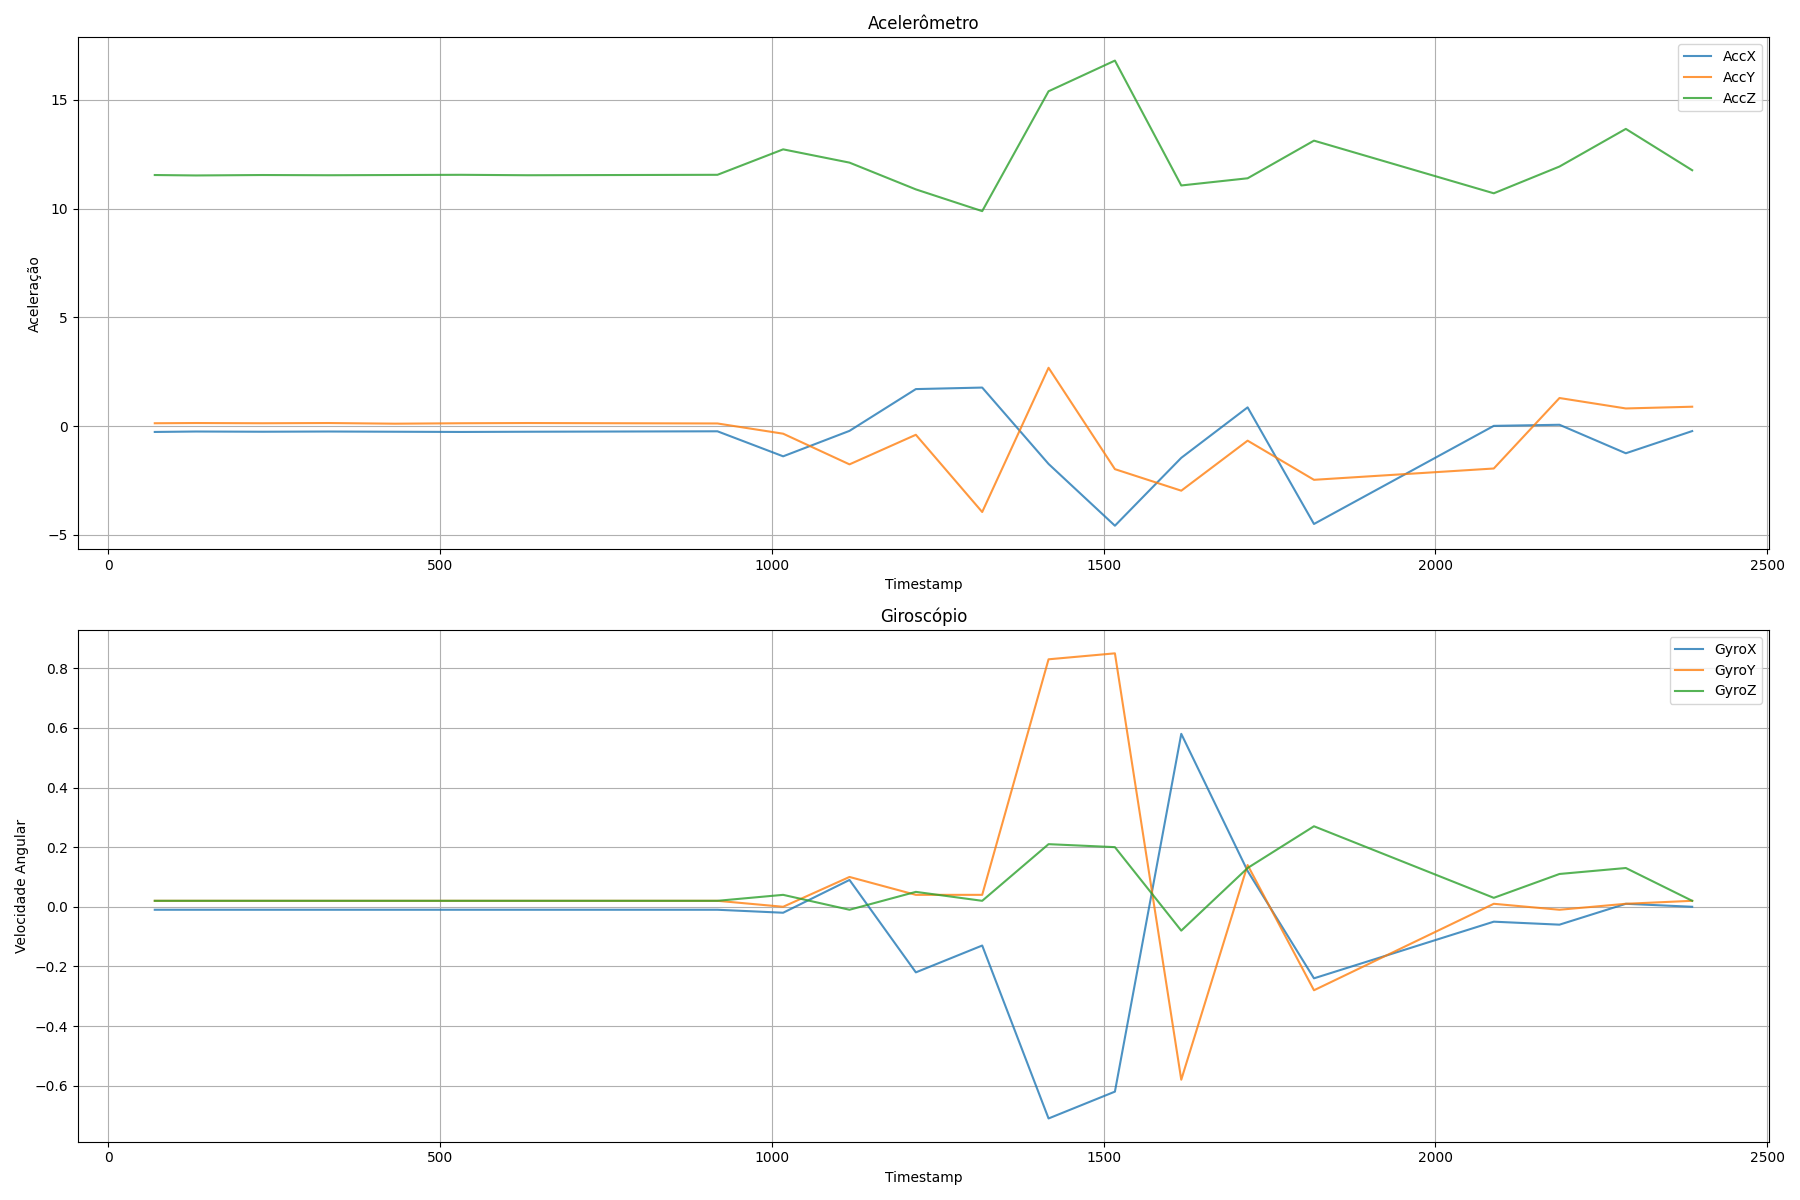 Acelerômetro
AccX
AccY
AccZ
15
10
5
0
−5
Aceleração
0 500 1000 1500 2000 2500
Timestamp
Giroscópio
GyroX
GyroY
GyroZ
0.8
0.6
0.4
0.2
0.0
−0.2
−0.4
−0.6
Velocidade Angular
0 500 1000 1500 2000 2500
Timestamp